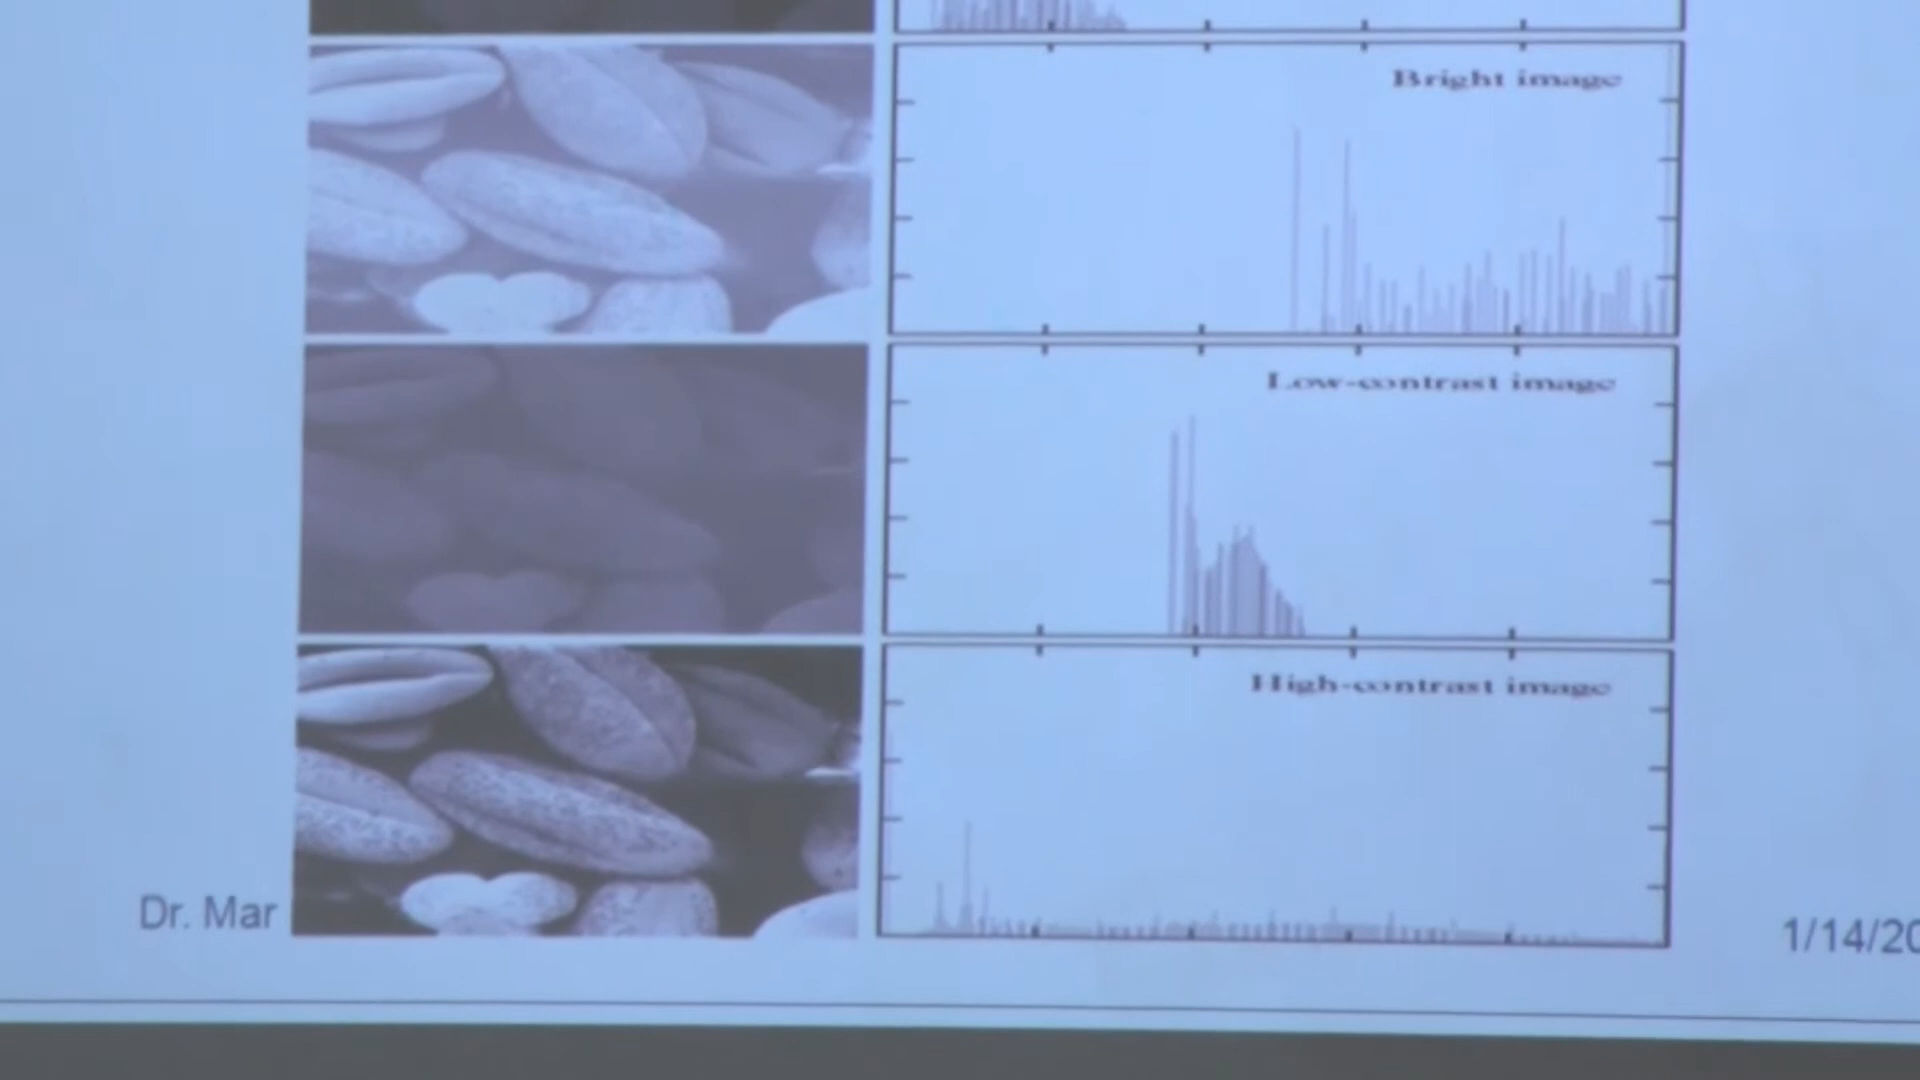 Bright image
Low-contrast image
High-contrast image
Dr. Mar
1/14/20